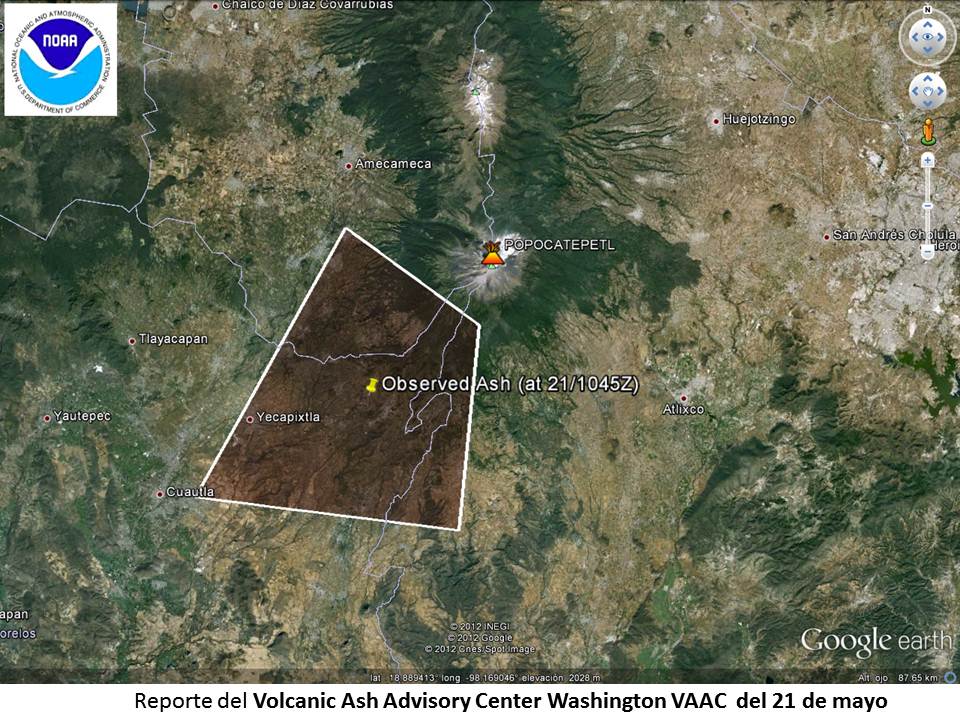 Chalco de Díaz Covarrubias
NATIONAL OCEANIC AND ATMOSPHERIC ADMINISTRATION
NOAA
U.S. DEPARTMENT OF COMMERCE
N
Huejotzingo
Amecameca
San Andrés Cholula
POPOCATEPETL
Tlayacapan
Observed Ash (at 21/1045Z)
Atlixco
Yautepec
Yecapixtla
Cuautla
apan
orelos
© 2012 INEGI
© 2012 Google
© 2012 Cnes/Spot Image
Google earth
lat 18.889413° long -98.169046° elevación 2028 m
Alt. ojo 87.65 km
Reporte del Volcanic Ash Advisory Center Washington VAAC del 21 de mayo